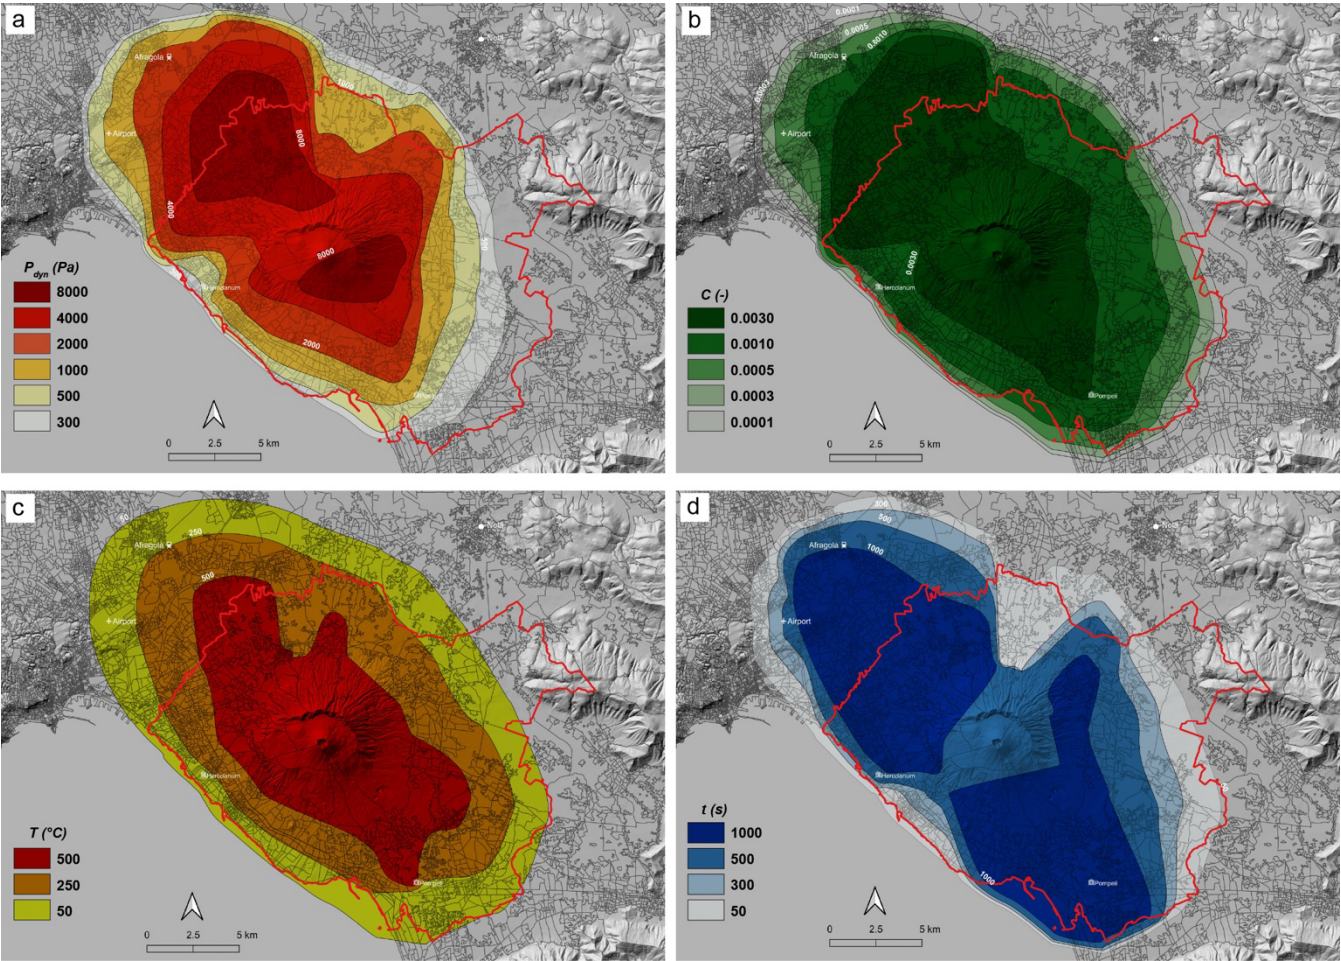 a
Nola
Afragola
1000
Airport
8000
4000
500
8000
Herculanum
2000
P_dyn (Pa)
8000
4000
2000
1000
500
300
0 2.5 5 km
b
0.0001
0.0005
0.0010
Nola
Afragola
0.0003
Airport
0.0030
Herculanum
Pompeii
C (-)
0.0030
0.0010
0.0005
0.0003
0.0001
0 2.5 5 km
c
50
Nola
250
Afragola
500
Airport
Herculanum
Pompeii
T (°C)
500
250
50
0 2.5 5 km
d
300
500
Nola
Afragola
1000
Airport
Herculanum
50
1000
Pompeii
t (s)
1000
500
300
50
0 2.5 5 km